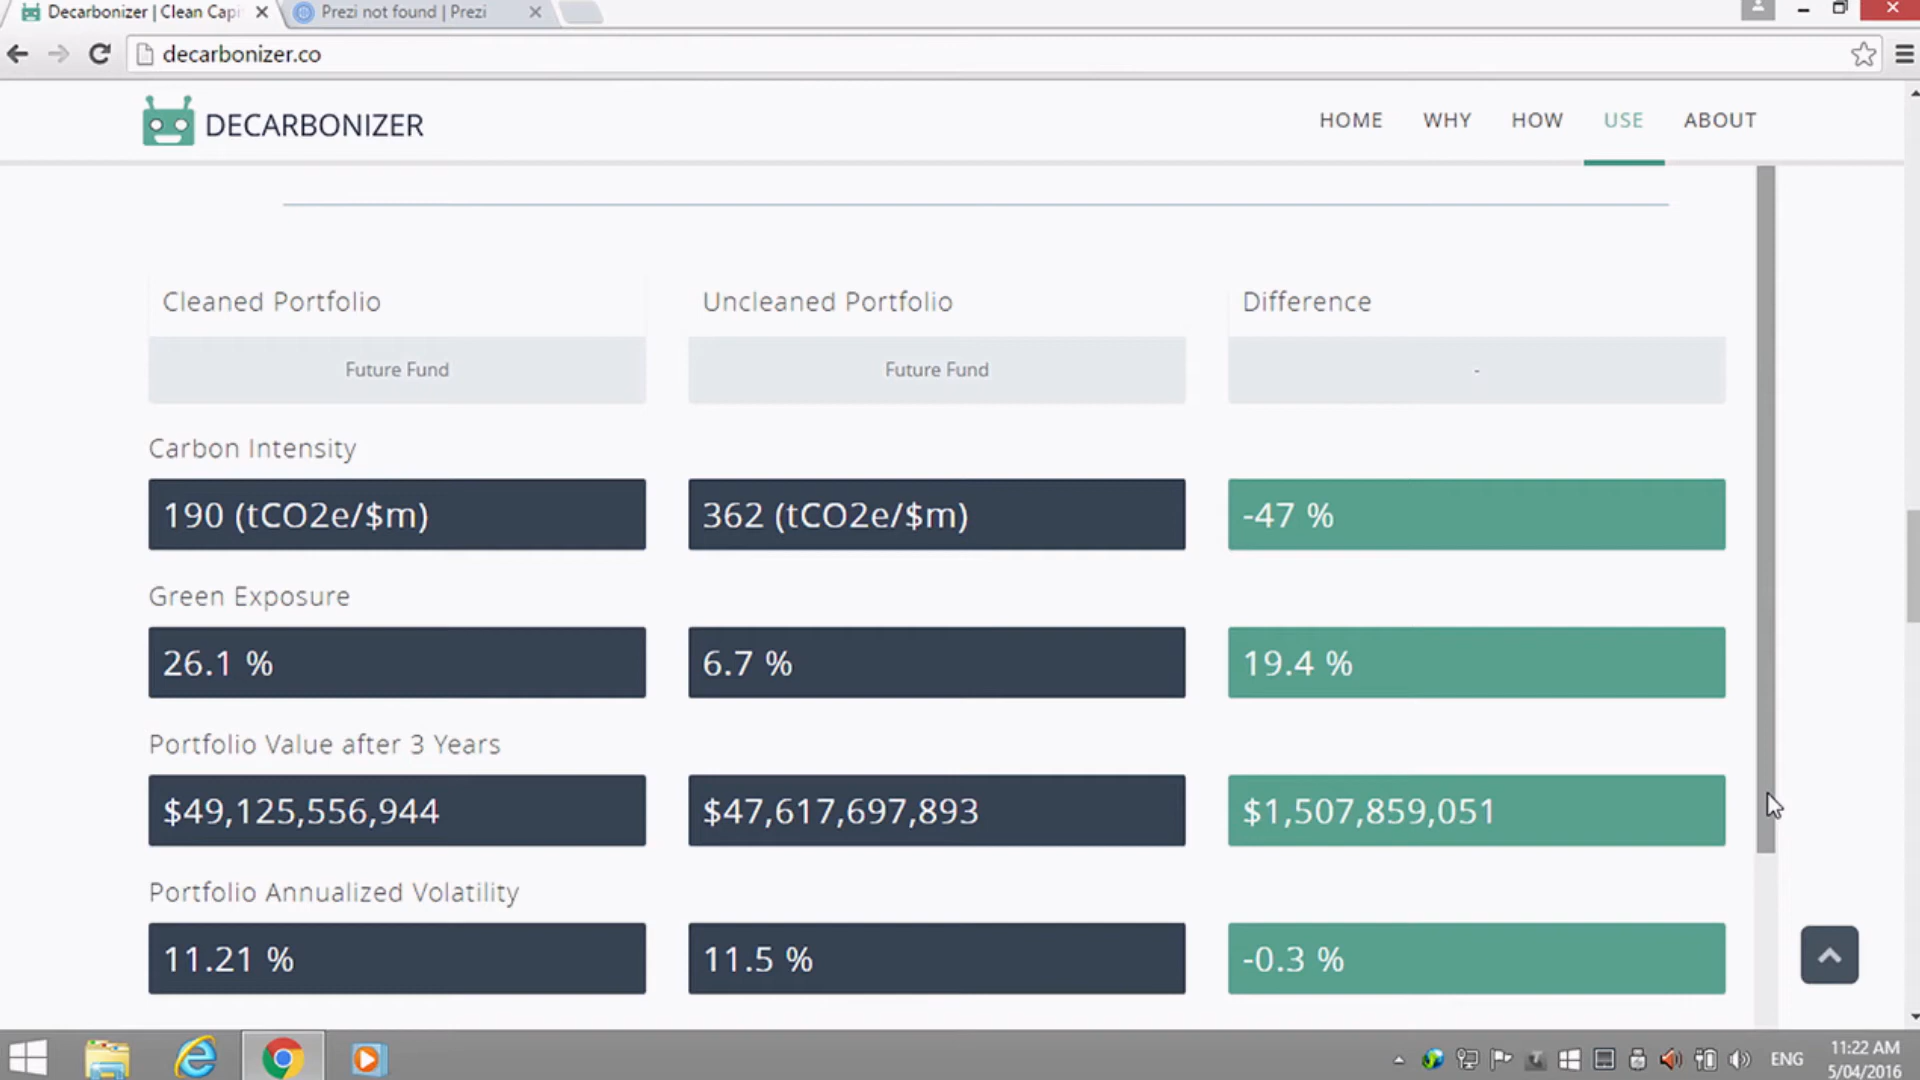 Decarbonizer | Clean Capi
Prezi not found | Prezi
decarbonizer.co
DECARBONIZER
HOME
WHY
HOW
USE
ABOUT
Cleaned Portfolio
Uncleaned Portfolio
Difference
Future Fund
Future Fund
-
Carbon Intensity
190 (tCO2e/$m)
362 (tCO2e/$m)
-47 %
Green Exposure
26.1 %
6.7 %
19.4 %
Portfolio Value after 3 Years
$49,125,556,944
$47,617,697,893
$1,507,859,051
Portfolio Annualized Volatility
11.21 %
11.5 %
-0.3 %
ENG
11:22 AM
5/04/2016